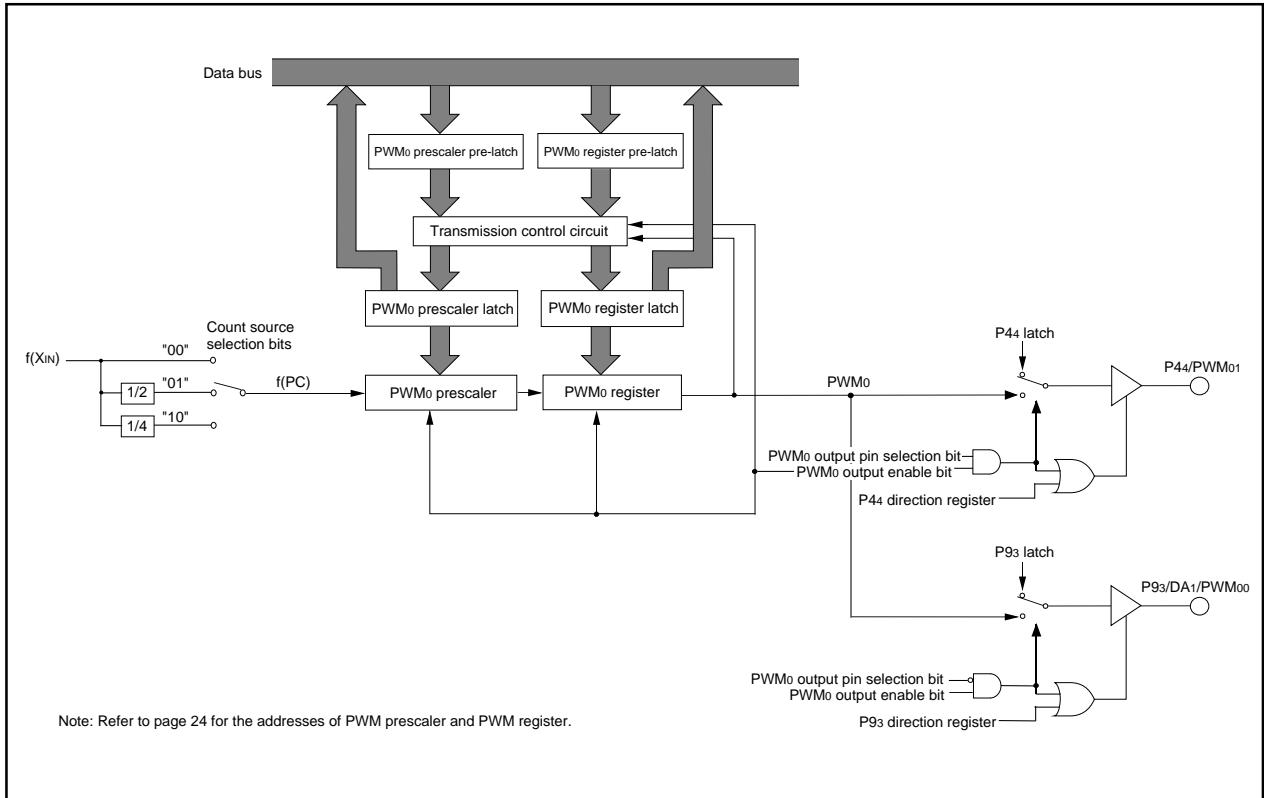 Data bus
PWM0 prescaler pre-latch
PWM0 register pre-latch
Transmission control circuit
PWM0 prescaler latch
PWM0 register latch
Count source
selection bits
f(XIN)
"00"
1/2
"01"
1/4
"10"
f(PC)
PWM0 prescaler
PWM0 register
PWM0
P44 latch
P44/PWM01
PWM0 output pin selection bit
PWM0 output enable bit
P44 direction register
P93 latch
P93/DA1/PWM00
PWM0 output pin selection bit
PWM0 output enable bit
P93 direction register
Note: Refer to page 24 for the addresses of PWM prescaler and PWM register.